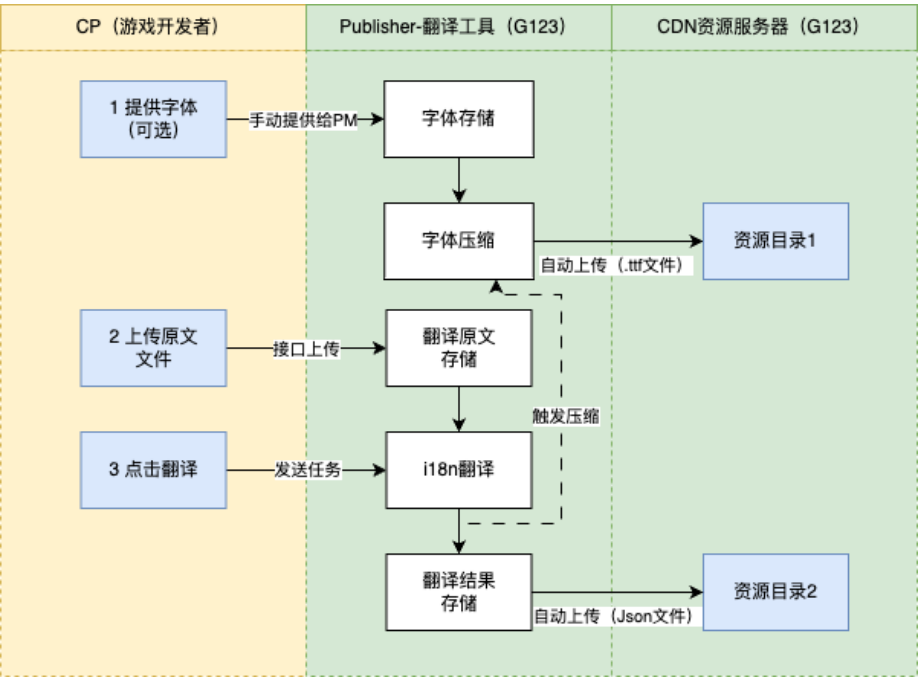 CP（游戏开发者）
Publisher-翻译工具（G123）
CDN资源服务器（G123）
1 提供字体
（可选）
手动提供给PM
字体存储
字体压缩
自动上传（.ttf文件）
资源目录1
2 上传原文
文件
接口上传
翻译原文
存储
触发压缩
3 点击翻译
发送任务
i18n翻译
翻译结果
存储
自动上传（Json文件）
资源目录2